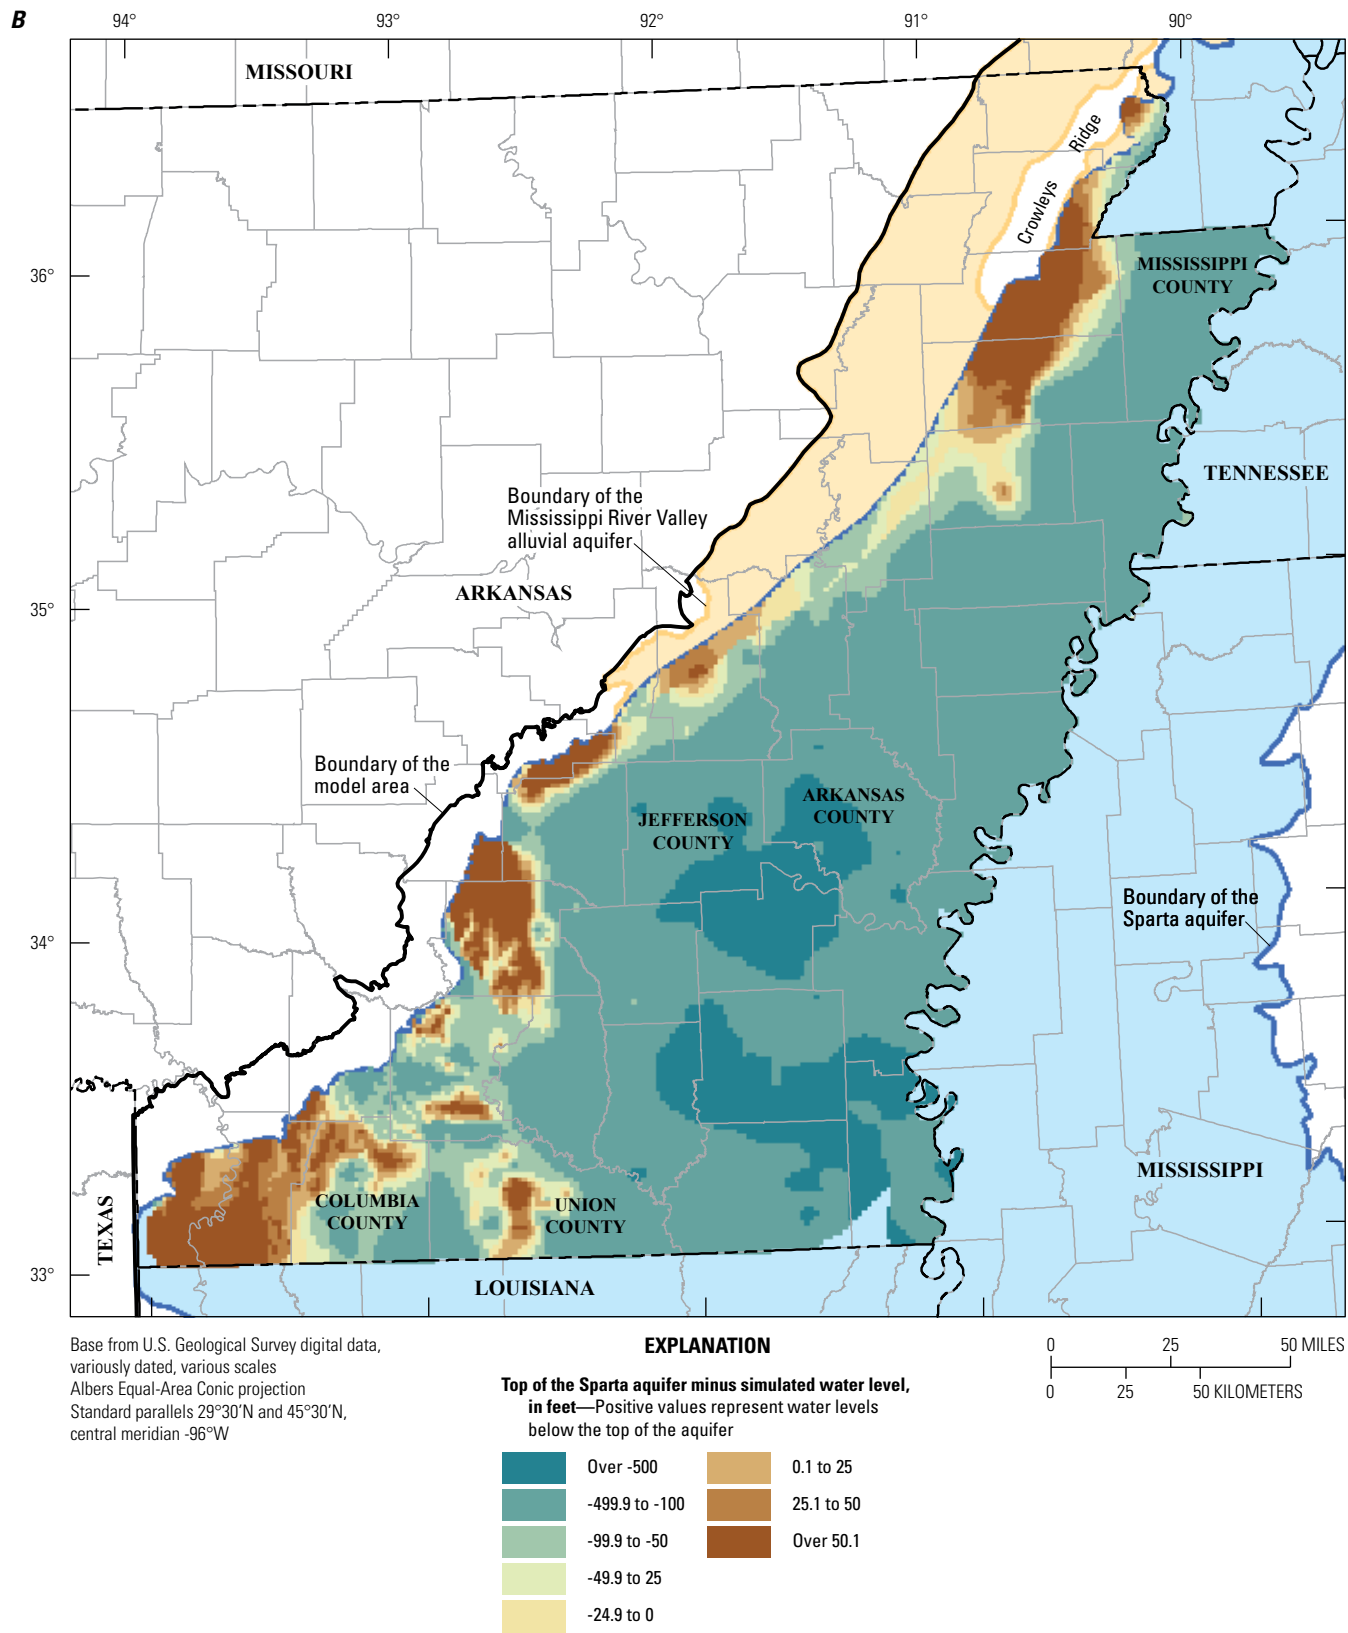 B
94°
93°
92°
91°
90°
MISSOURI
Ridge
Crowleys
36°
MISSISSIPPI
COUNTY
TENNESSEE
Boundary of the
Mississippi River Valley
alluvial aquifer
ARKANSAS
35°
Boundary of the
model area
ARKANSAS
COUNTY
JEFFERSON
COUNTY
Boundary of the
Sparta aquifer
34°
MISSISSIPPI
TEXAS
COLUMBIA
COUNTY
UNION
COUNTY
33°
LOUISIANA
Base from U.S. Geological Survey digital data,
variously dated, various scales
Albers Equal-Area Conic projection
Standard parallels 29°30’N and 45°30’N,
central meridian -96°W
EXPLANATION
Top of the Sparta aquifer minus simulated water level,
in feet—Positive values represent water levels
below the top of the aquifer
Over -500
-499.9 to -100
-99.9 to -50
-49.9 to 25
-24.9 to 0
0.1 to 25
25.1 to 50
Over 50.1
0 25 50 MILES
0 25 50 KILOMETERS